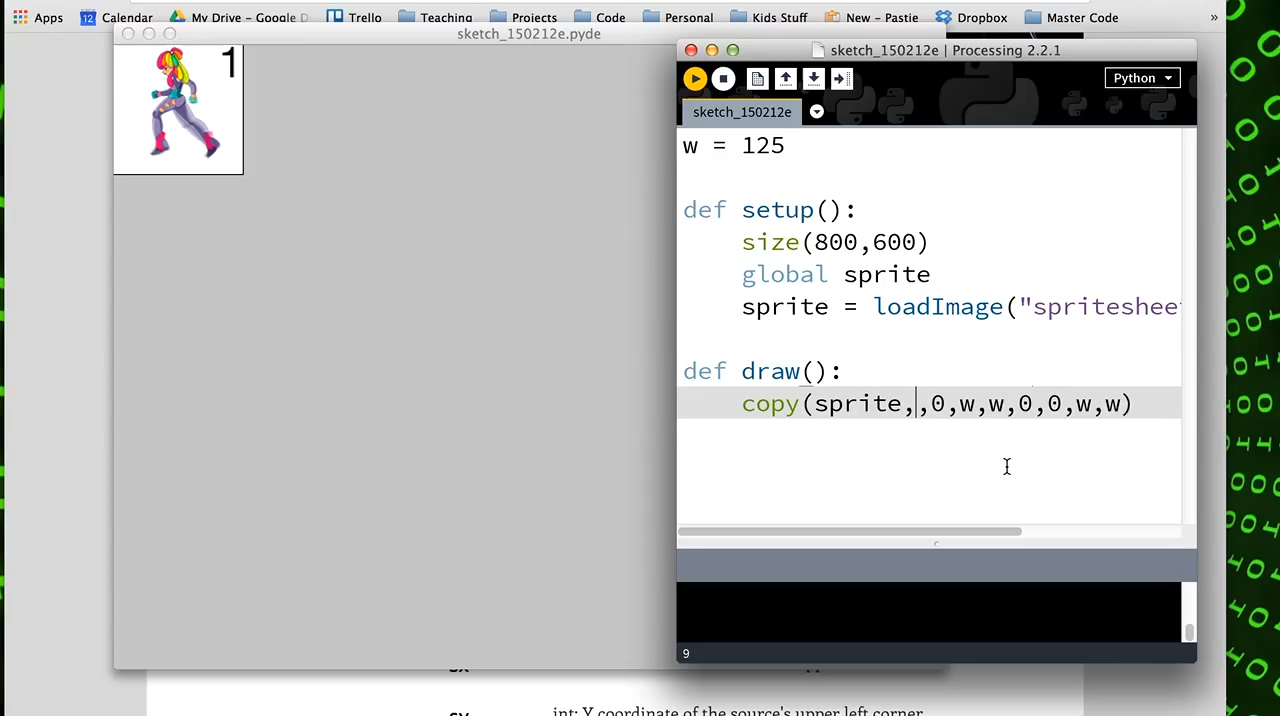 Apps Calendar My Drive - Google D Trello Teaching Projects Code Personal Kids Stuff New - Pastie Dropbox Master Code »
sketch_150212e.pyde
1
sketch_150212e | Processing 2.2.1
Python
sketch_150212e
w = 125
def setup():
size(800,600)
global sprite
sprite = loadImage("spriteshee
def draw():
copy(sprite,,0,w,w,0,0,w,w)
9
int: Y coordinate of the source's upper left corner